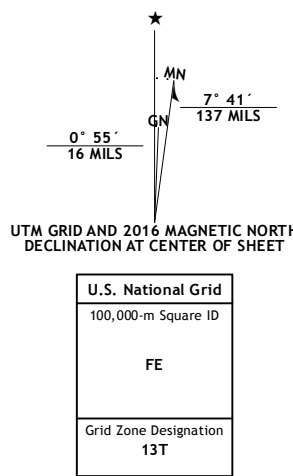 ★
MN
7° 41´
137 MILS
GN
0° 55´
16 MILS
UTM GRID AND 2016 MAGNETIC NORTH
DECLINATION AT CENTER OF SHEET
U.S. National Grid
100,000-m Square ID
FE
Grid Zone Designation
13T